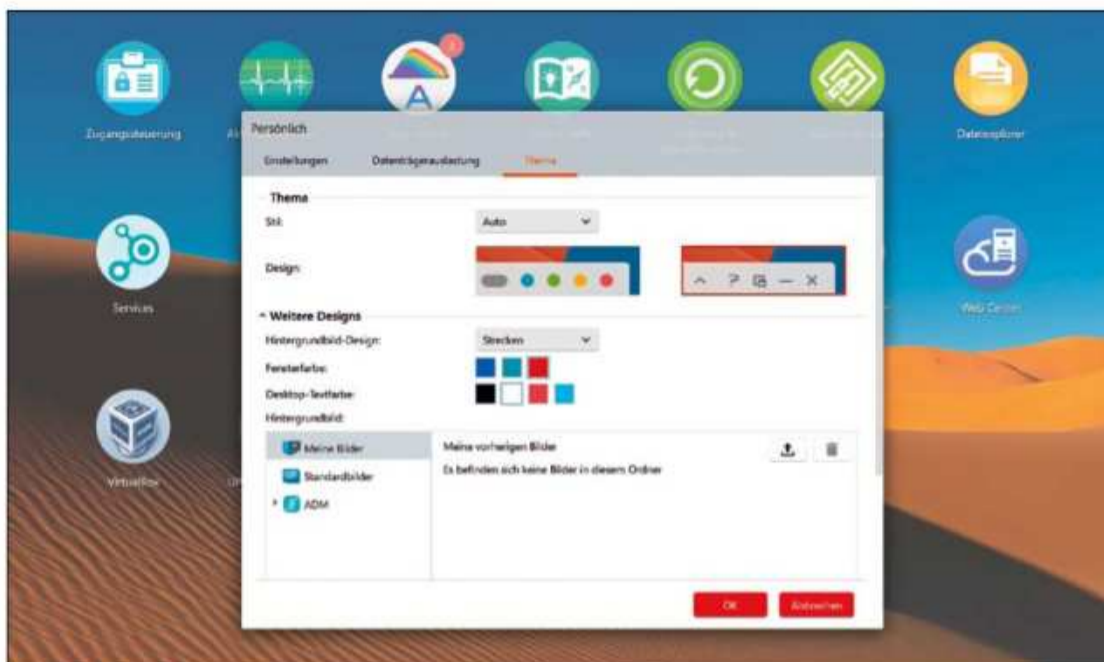 Zugangssteuerung
Dateiexplorer
Persönlich
Einstellungen Datenträgerauslastung Thema
Thema
Stil: Auto
Design:
Services
Web Center
Weitere Designs
Hintergrundbild-Design: Strecken
Fensterfarbe:
Desktop-Textfarbe:
Hintergrundbild:
Meine Bilder Meine vorherigen Bilder
Es befinden sich keine Bilder in diesem Ordner
Standardbilder
VirtualBox
ADM
OK Abbrechen